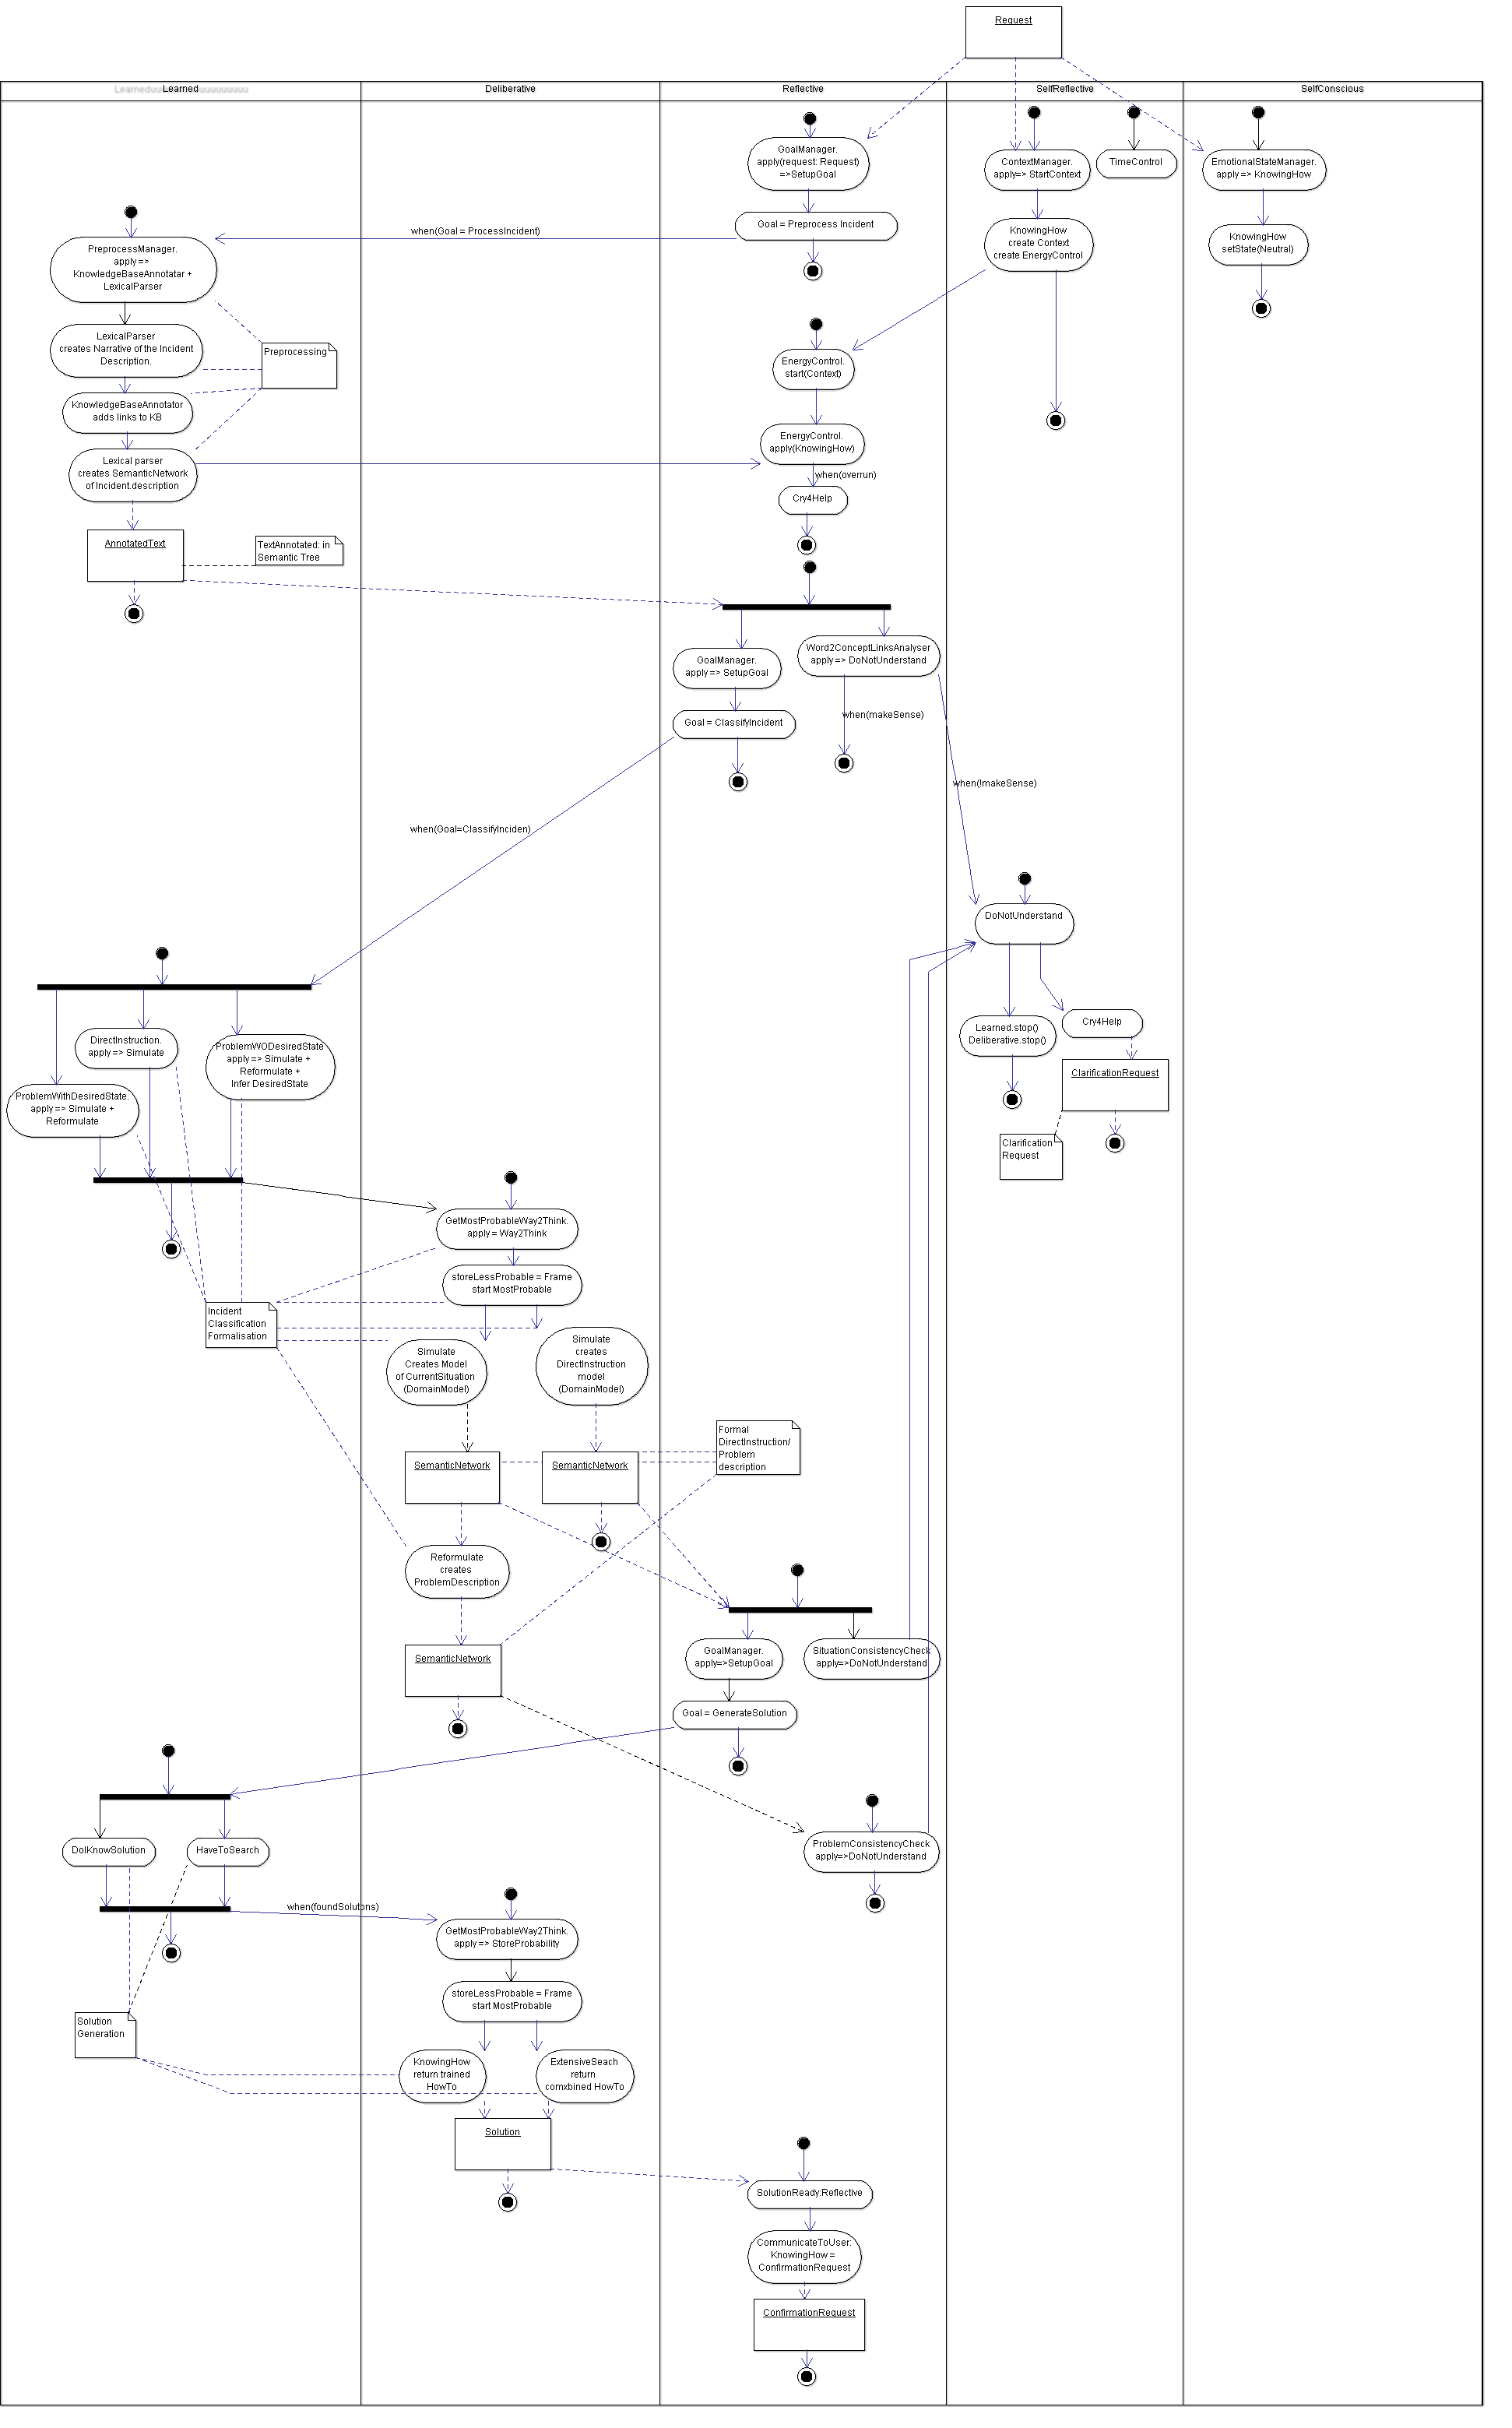 Request
Learned
Deliberative
Reflective
SelfReflective
SelfConscious
GoalManager.
apply(request: Request)
=>SetupGoal
ContextManager.
apply=> StartContext
TimeControl
EmotionalStateManager.
apply => KnowingHow
Goal = Preprocess Incident
when(Goal = ProcessIncident)
KnowingHow
create Context
create EnergyControl
KnowingHow
setState(Neutral)
PreprocessManager.
apply =>
KnowledgeBaseAnnotatar +
LexicalParser
LexicalParser
creates Narrative of the Incident
Description.
Preprocessing
EnergyControl.
start(Context)
KnowledgeBaseAnnotator
adds links to KB
EnergyControl.
apply(KnowingHow)
Lexical parser
creates SemanticNetwork
of Incident.description
when(overrun)
Cry4Help
AnnotatedText
TextAnnotated: in
Semantic Tree
GoalManager.
apply => SetupGoal
Word2ConceptLinksAnalyser
apply => DoNotUnderstand
Goal = ClassifyIncident
when(makeSense)
when(!makeSense)
when(Goal=ClassifyInciden)
DoNotUnderstand
Learned.stop()
Deliberative.stop()
Cry4Help
DirectInstruction.
apply => Simulate
ProblemWODesiredState
apply => Simulate +
Reformulate +
Infer DesiredState
ClarificationRequest
ProblemWithDesiredState.
apply => Simulate +
Reformulate
Clarification
Request
GetMostProbableWay2Think.
apply = Way2Think
storeLessProbable = Frame
start MostProbable
Incident
Classification
Formalisation
Simulate
Creates Model
of CurrentSituation
(DomainModel)
Simulate
creates
DirectInstruction
model
(DomainModel)
Formal
DirectInstruction/
Problem
description
SemanticNetwork
SemanticNetwork
Reformulate
creates
ProblemDescription
GoalManager.
apply=>SetupGoal
SituationConsistencyCheck
apply=>DoNotUnderstand
SemanticNetwork
Goal = GenerateSolution
DoIKnowSolution
HaveToSearch
ProblemConsistencyCheck
apply=>DoNotUnderstand
when(foundSolutons)
GetMostProbableWay2Think.
apply => StoreProbability
storeLessProbable = Frame
start MostProbable
Solution
Generation
KnowingHow
return trained
HowTo
ExtensiveSeach
return
comxbined HowTo
Solution
SolutionReady:Reflective
CommunicateToUser:
KnowingHow =
ConfirmationRequest
ConfirmationRequest